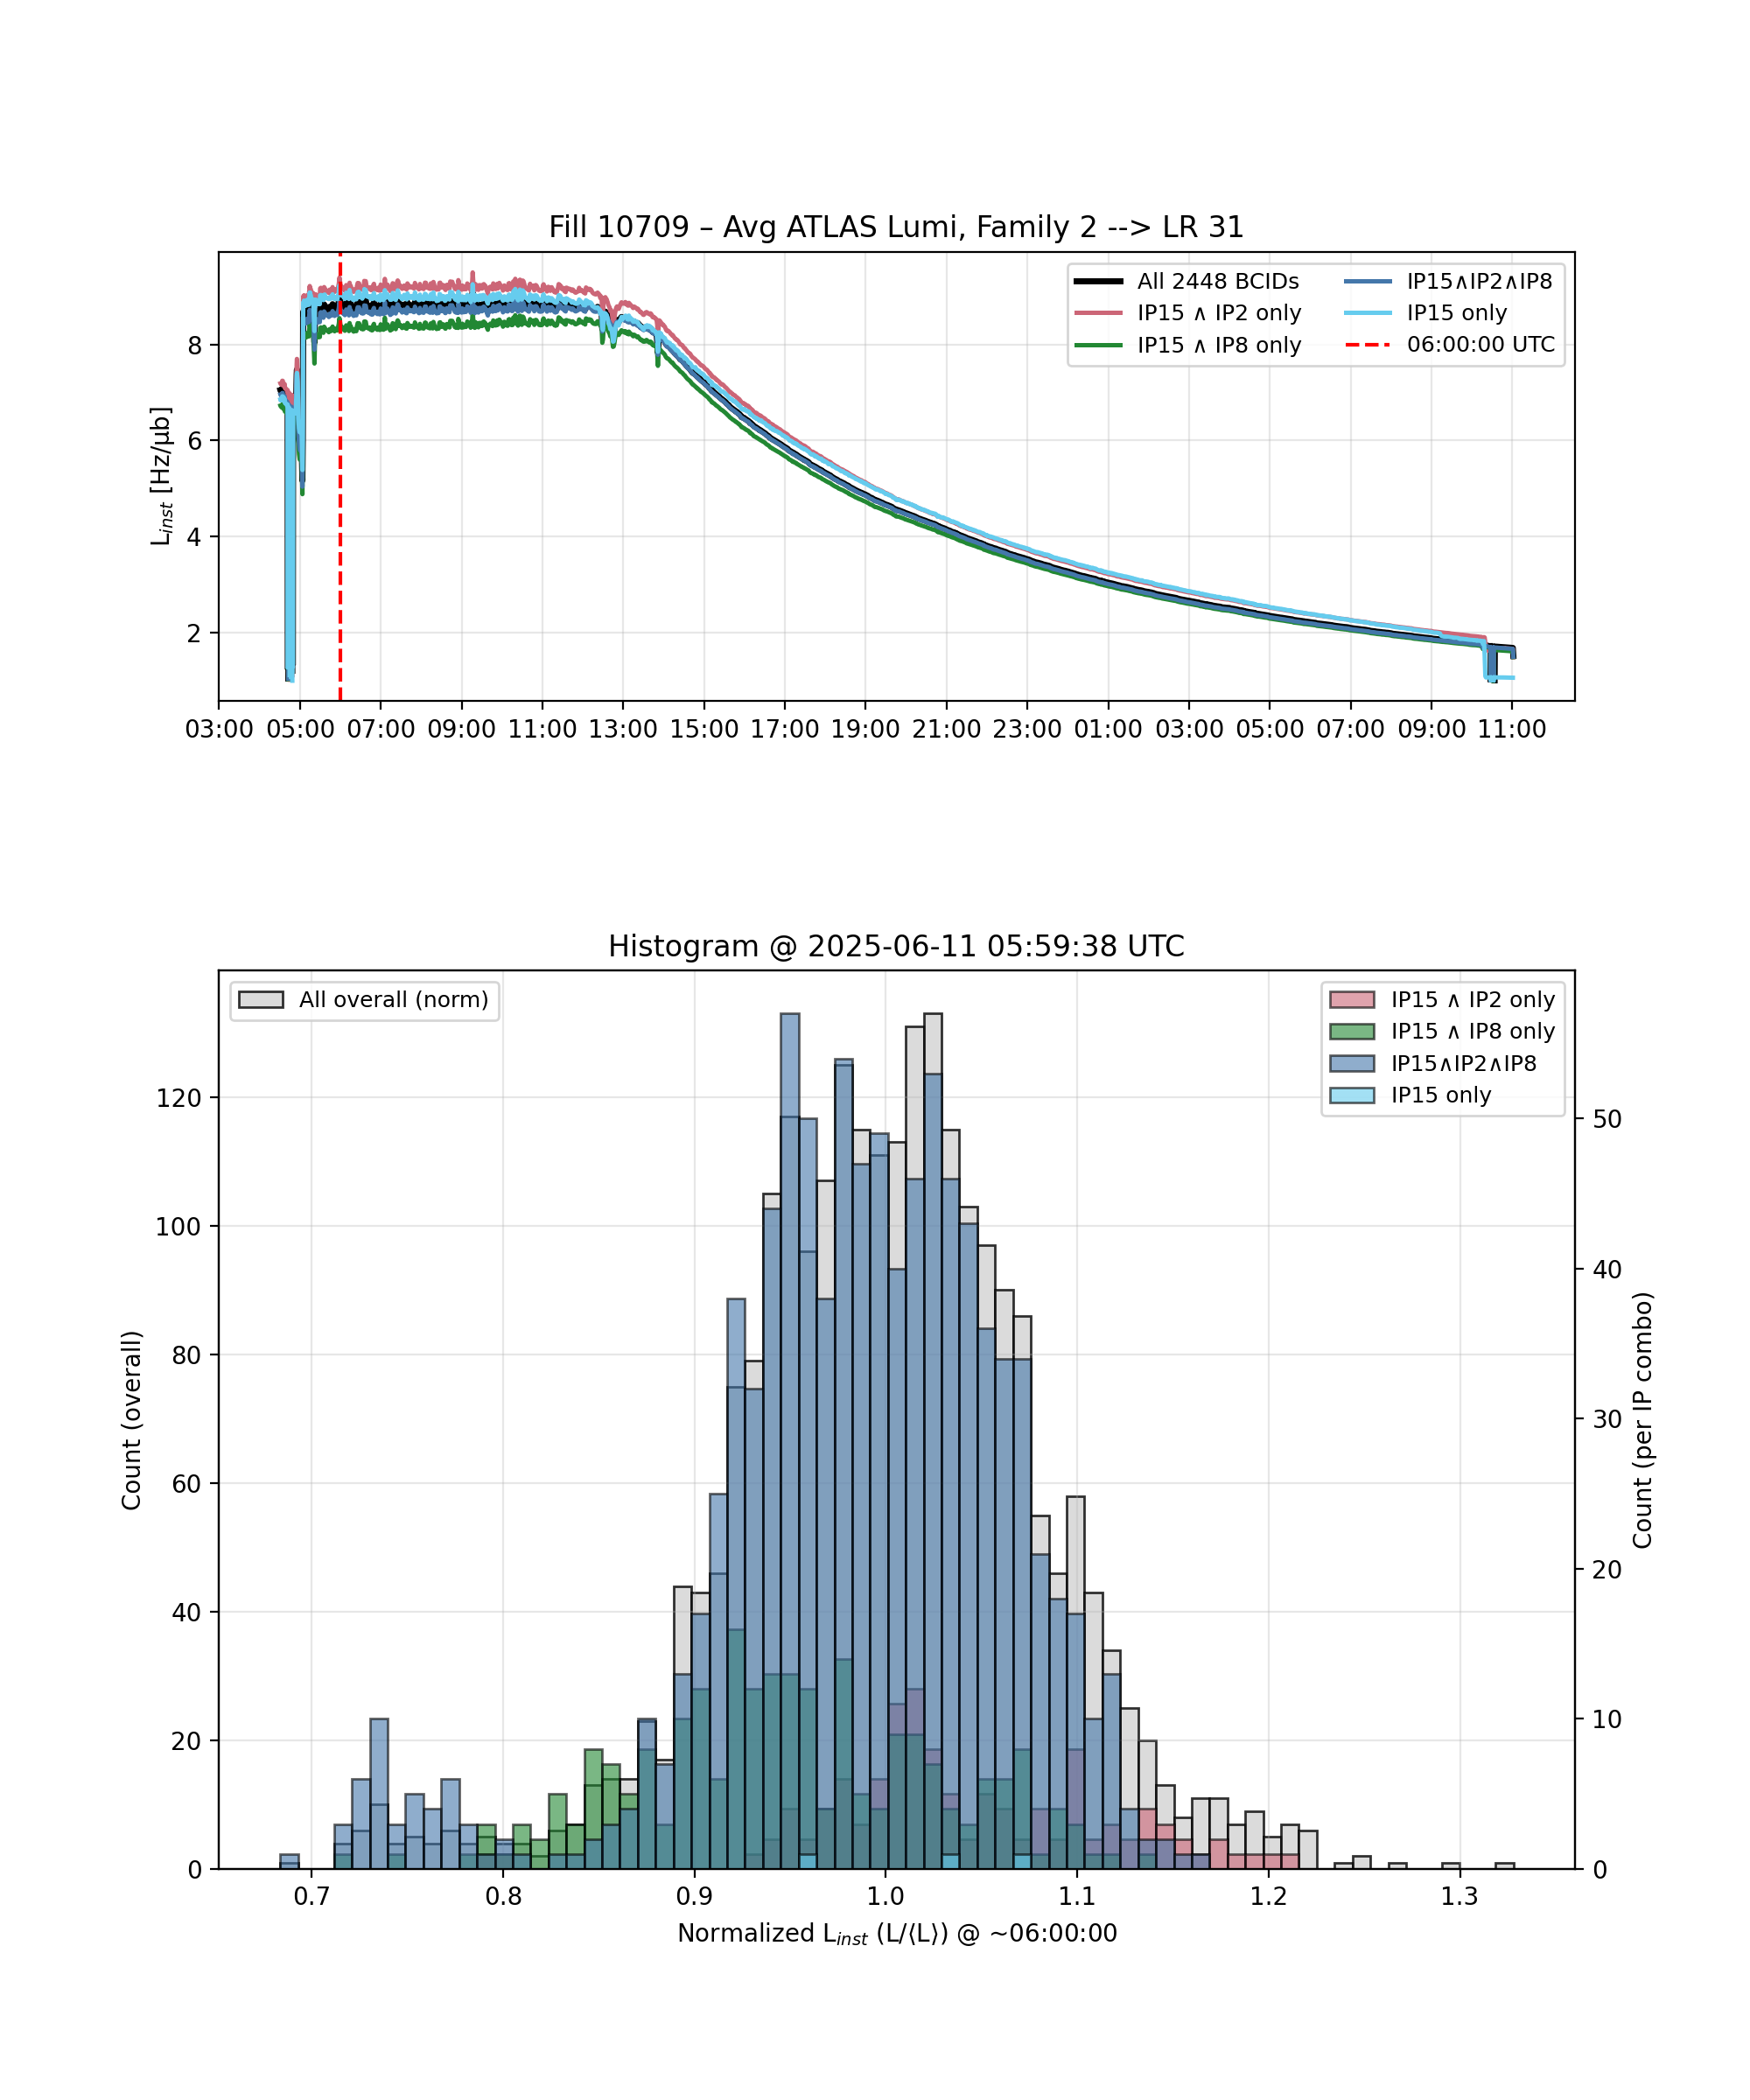 Fill 10709 – Avg ATLAS Lumi, Family 2 --> LR 31
All 2448 BCIDs
IP15 ∧ IP2 only
IP15 ∧ IP8 only
IP15∧IP2∧IP8
IP15 only
06:00:00 UTC
L_inst [Hz/μb]
8
6
4
2
03:00 05:00 07:00 09:00 11:00 13:00 15:00 17:00 19:00 21:00 23:00 01:00 03:00 05:00 07:00 09:00 11:00
Histogram @ 2025-06-11 05:59:38 UTC
All overall (norm)
IP15 ∧ IP2 only
IP15 ∧ IP8 only
IP15∧IP2∧IP8
IP15 only
Count (overall)
120
100
80
60
40
20
0
Count (per IP combo)
50
40
30
20
10
0
0.7 0.8 0.9 1.0 1.1 1.2 1.3
Normalized L_inst (L/⟨L⟩) @ ~06:00:00